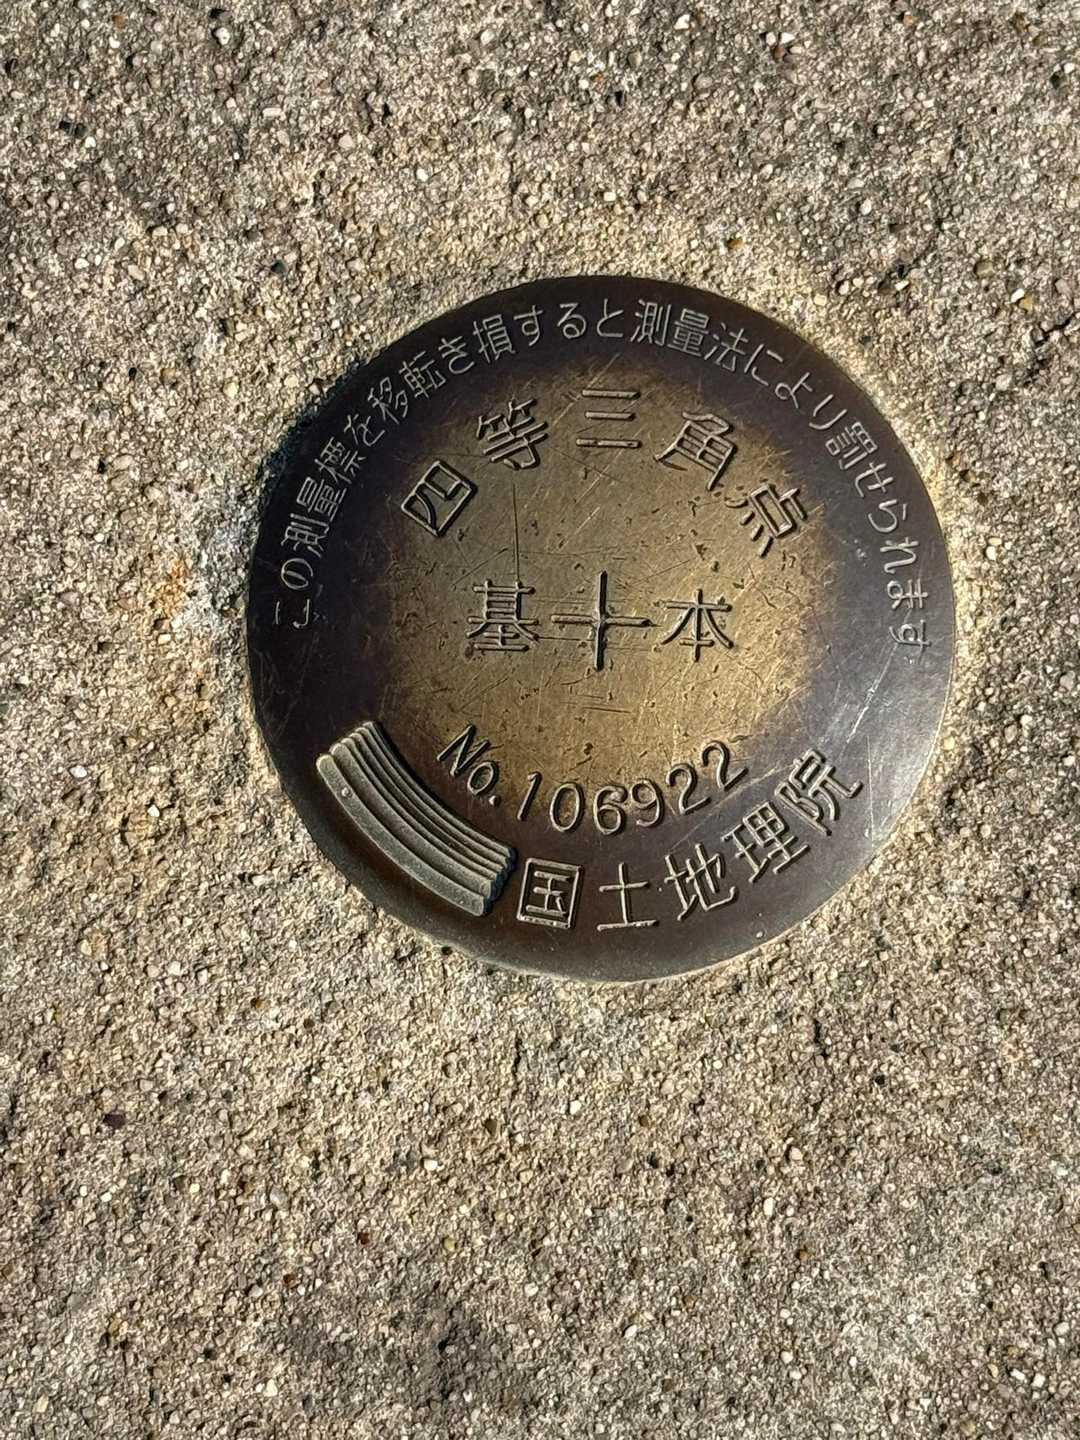 この測量標を移転き損すると測量法により罰せられます
四等三角点
基本
No.106922
国土地理院